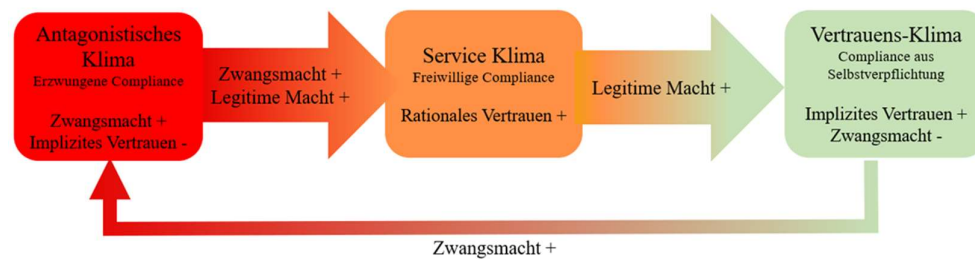 Antagonistisches
Klima
Erzwungene Compliance
Zwangsmacht +
Implizites Vertrauen -
Zwangsmacht +
Legitime Macht +
Service Klima
Freiwillige Compliance
Rationales Vertrauen +
Legitime Macht +
Vertrauens-Klima
Compliance aus
Selbstverpflichtung
Implizites Vertrauen +
Zwangsmacht -
Zwangsmacht +